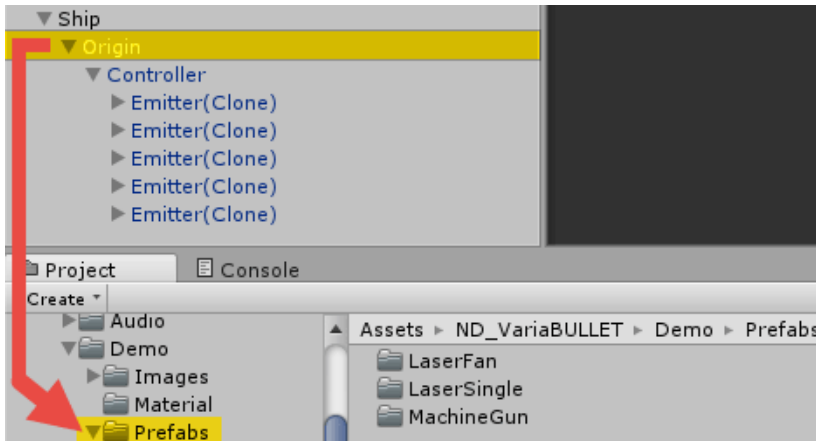 Ship
Origin
Controller
Emitter(Clone)
Emitter(Clone)
Emitter(Clone)
Emitter(Clone)
Emitter(Clone)
Project Console
Create
Audio
Demo
Images
Material
Prefabs
Assets ND_VariaBULLET Demo Prefabs
LaserFan
LaserSingle
MachineGun